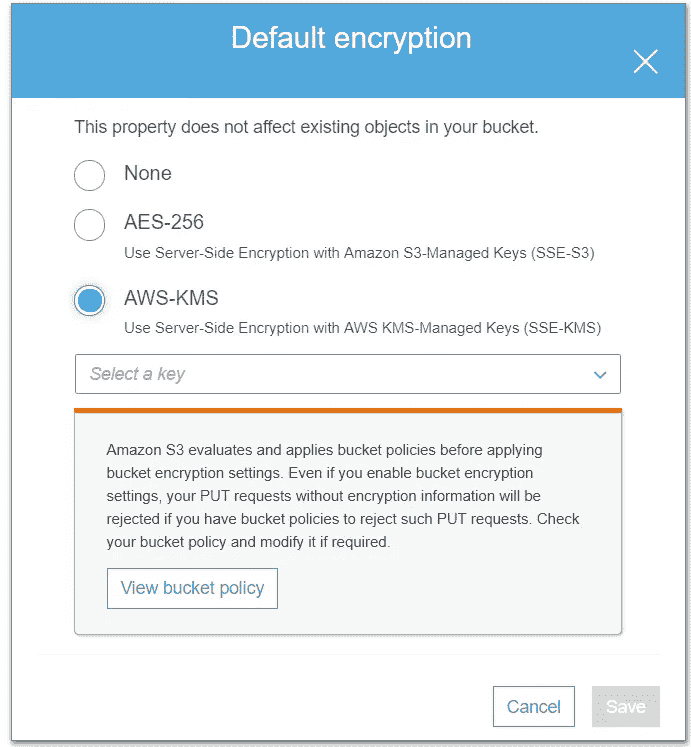 Default encryption
This property does not affect existing objects in your bucket.
None
AES-256
Use Server-Side Encryption with Amazon S3-Managed Keys (SSE-S3)
AWS-KMS
Use Server-Side Encryption with AWS KMS-Managed Keys (SSE-KMS)
Select a key
Amazon S3 evaluates and applies bucket policies before applying
bucket encryption settings. Even if you enable bucket encryption
settings, your PUT requests without encryption information will be
rejected if you have bucket policies to reject such PUT requests. Check
your bucket policy and modify it if required.
View bucket policy
Cancel
Save